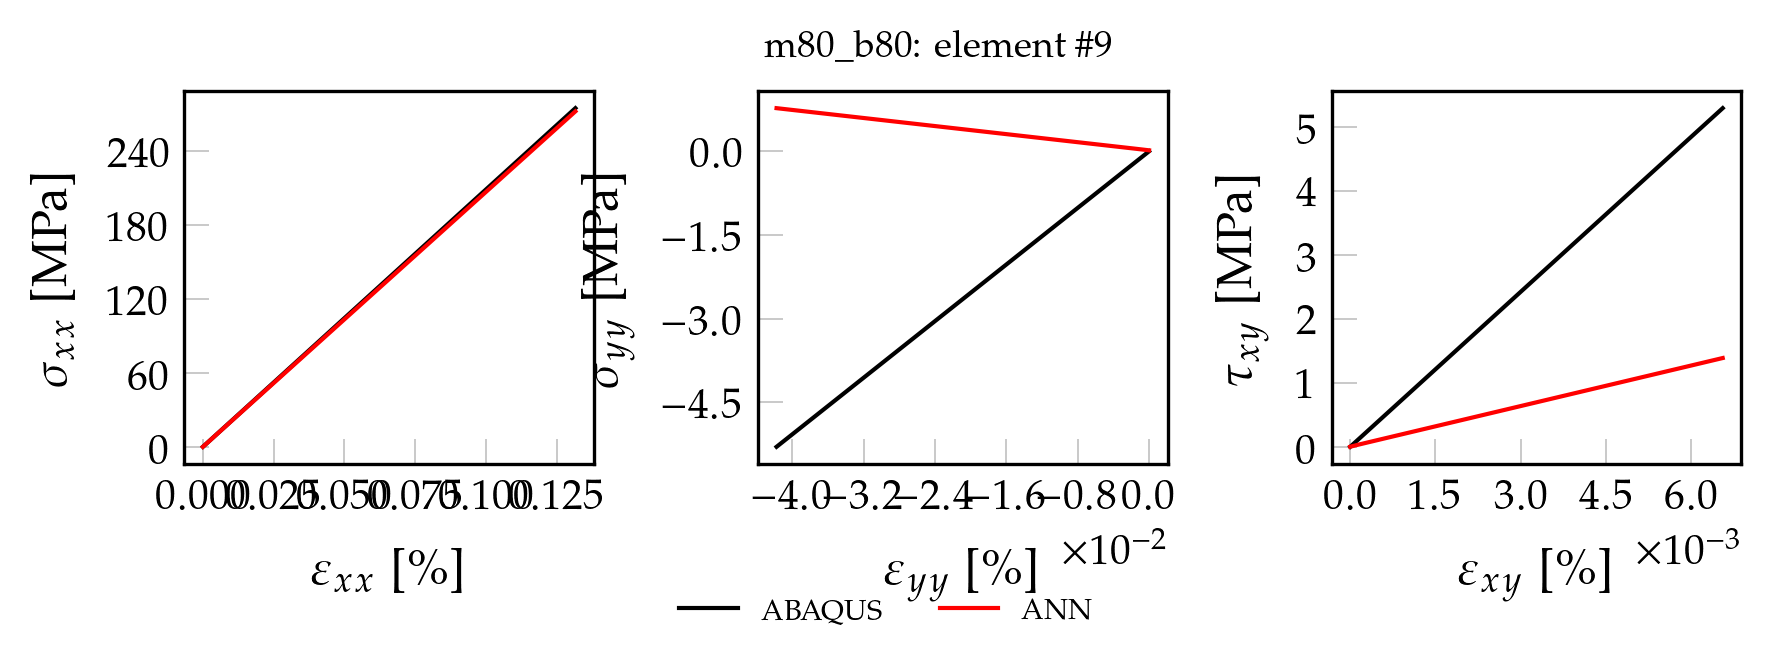 m80_b80: element #9
σxx [MPa]
240
180
120
60
0
0.000 0.025 0.050 0.075 0.100 0.125
εxx [%]
σyy [MPa]
0.0
−1.5
−3.0
−4.5
−4.0 −3.2 −2.4 −1.6 −0.8 0.0
×10⁻²
εyy [%]
τxy [MPa]
5
4
3
2
1
0
0.0 1.5 3.0 4.5 6.0
×10⁻³
εxy [%]
ABAQUS ANN